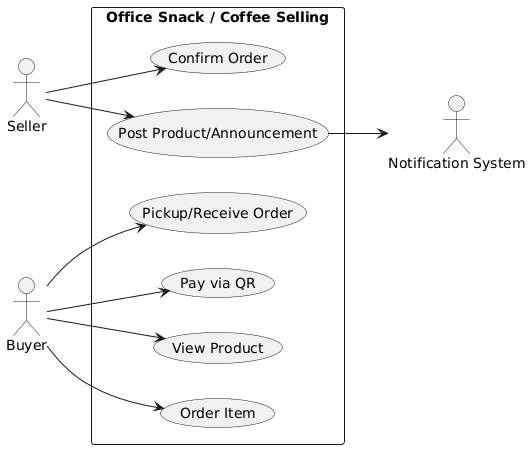 Office Snack / Coffee Selling
Confirm Order
Seller
Post Product/Announcement
Notification System
Pickup/Receive Order
Pay via QR
Buyer
View Product
Order Item